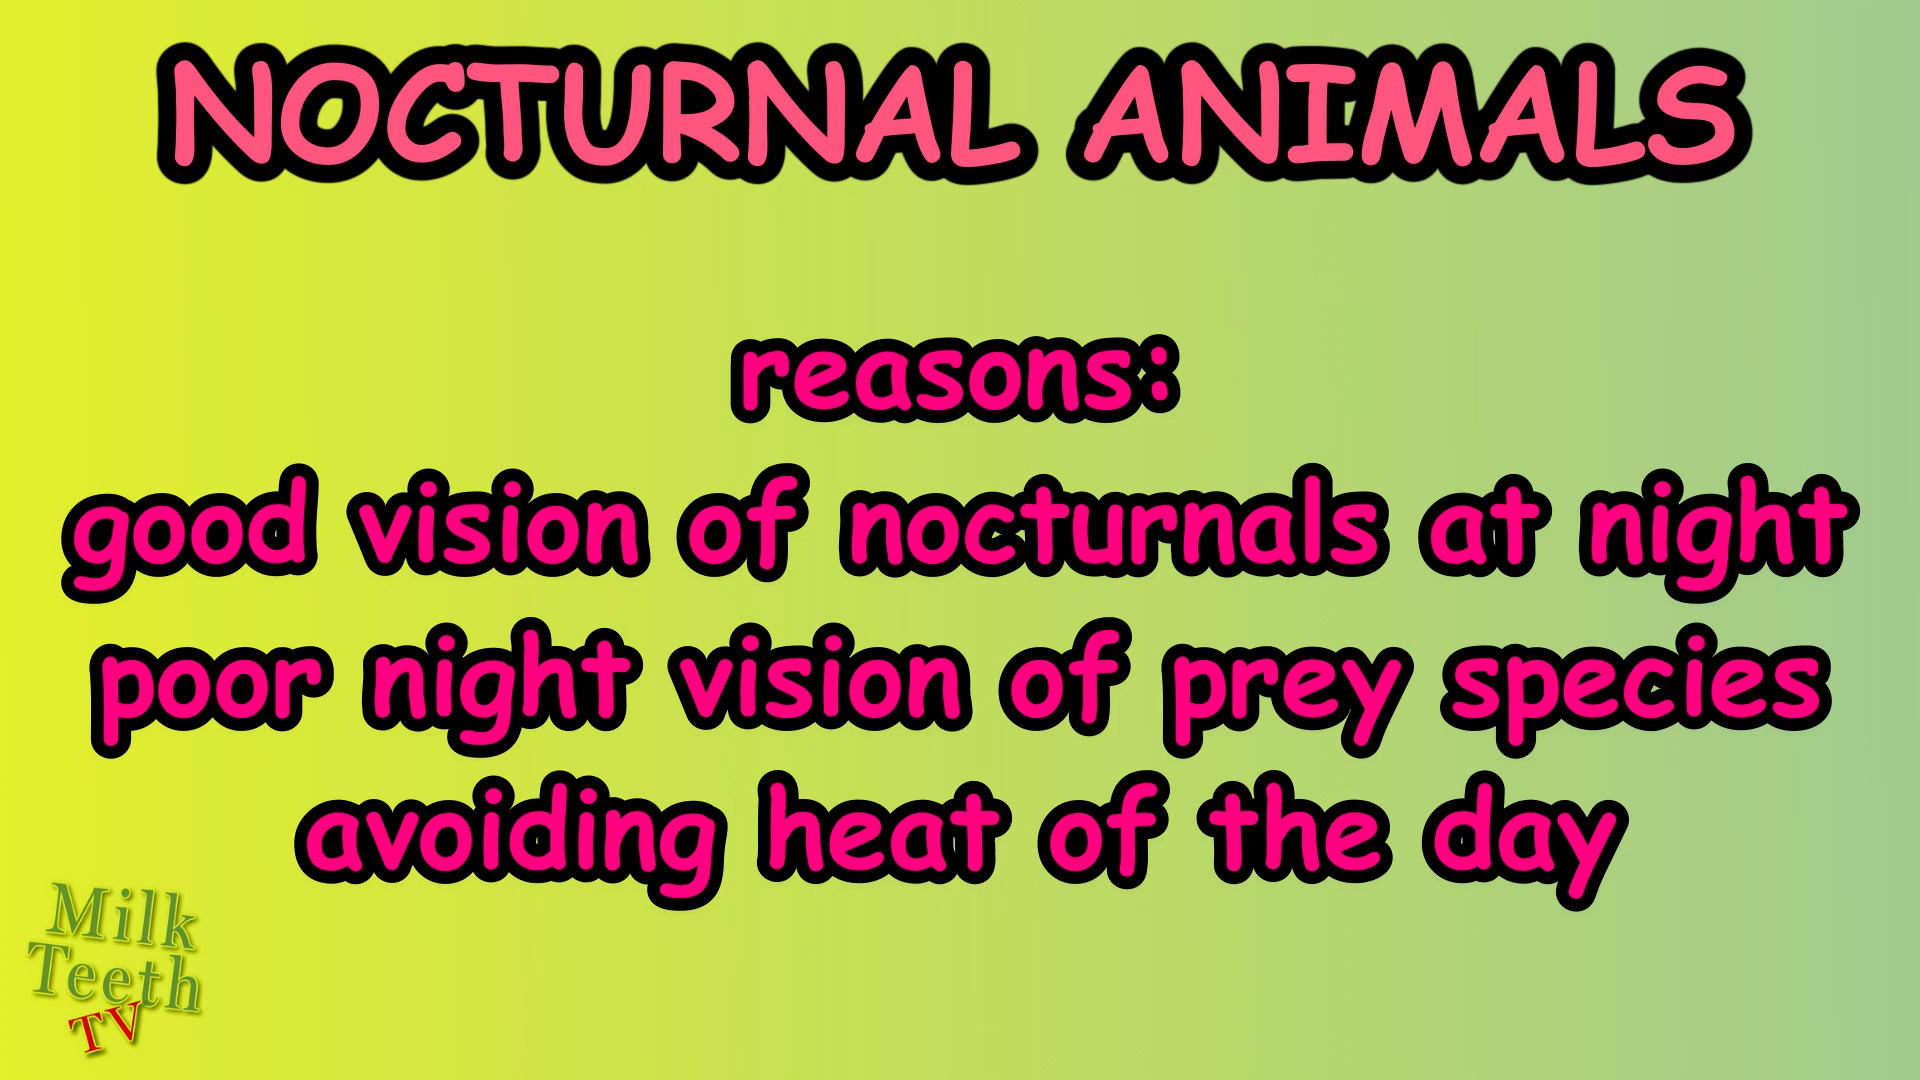 NOCTURNAL ANIMALS
reasons:
good vision of nocturnals at night
poor night vision of prey species
avoiding heat of the day
Milk
Teeth
TV